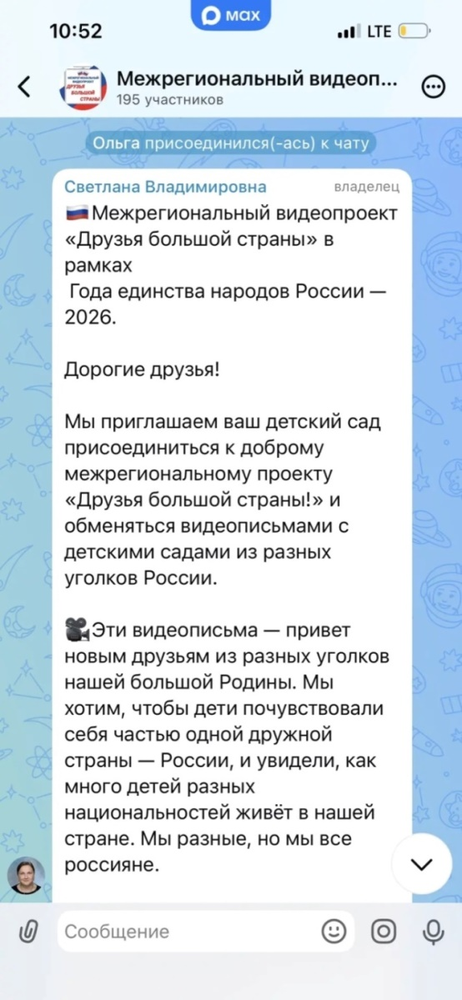 10:52
max
LTE
Межрегиональный видеоп...
195 участников
Ольга присоединился(-ась) к чату
Светлана Владимировна
владелец
Межрегиональный видеопроект
«Друзья большой страны» в
рамках
Года единства народов России —
2026.
Дорогие друзья!
Мы приглашаем ваш детский сад
присоединиться к доброму
межрегиональному проекту
«Друзья большой страны!» и
обменяться видеописьмами с
детскими садами из разных
уголков России.
Эти видеописьма — привет
новым друзьям из разных уголков
нашей большой Родины. Мы
хотим, чтобы дети почувствовали
себя частью одной дружной
страны — России, и увидели, как
много детей разных
национальностей живёт в нашей
стране. Мы разные, но мы все
россияне.
Сообщение